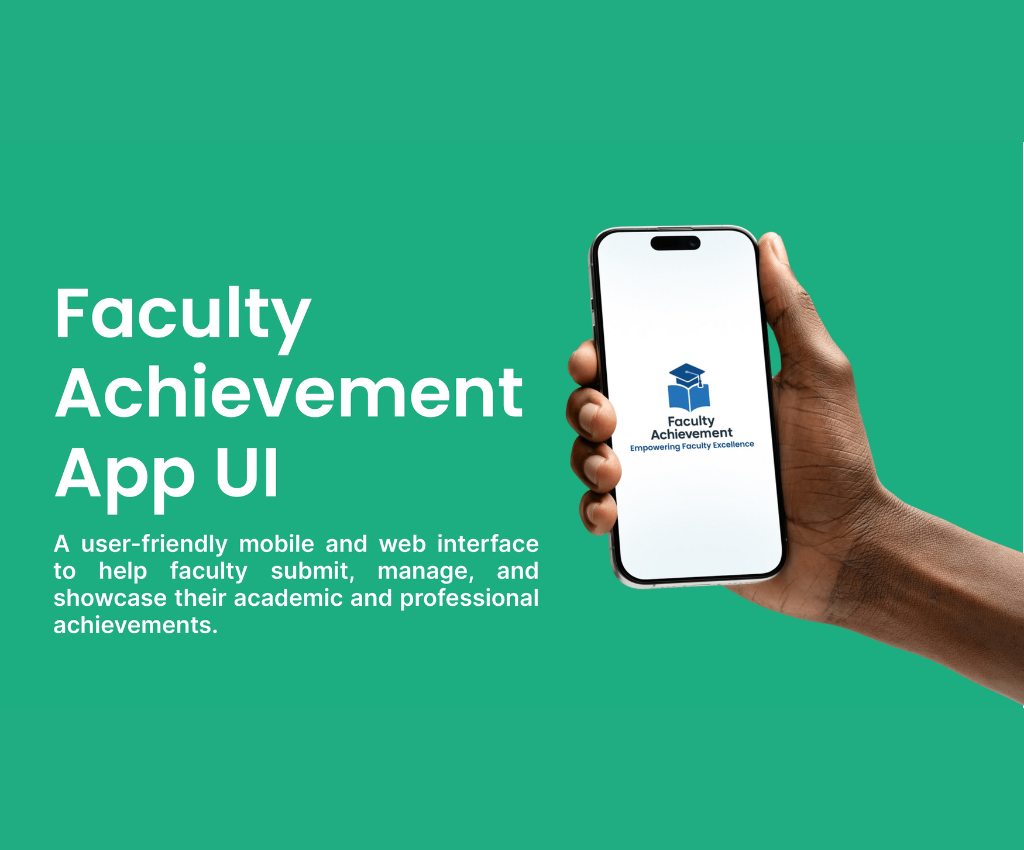 Faculty
Achievement
App UI
A user-friendly mobile and web interface
to help faculty submit, manage, and
showcase their academic and professional
achievements.
Faculty
Achievement
Empowering Faculty Excellence